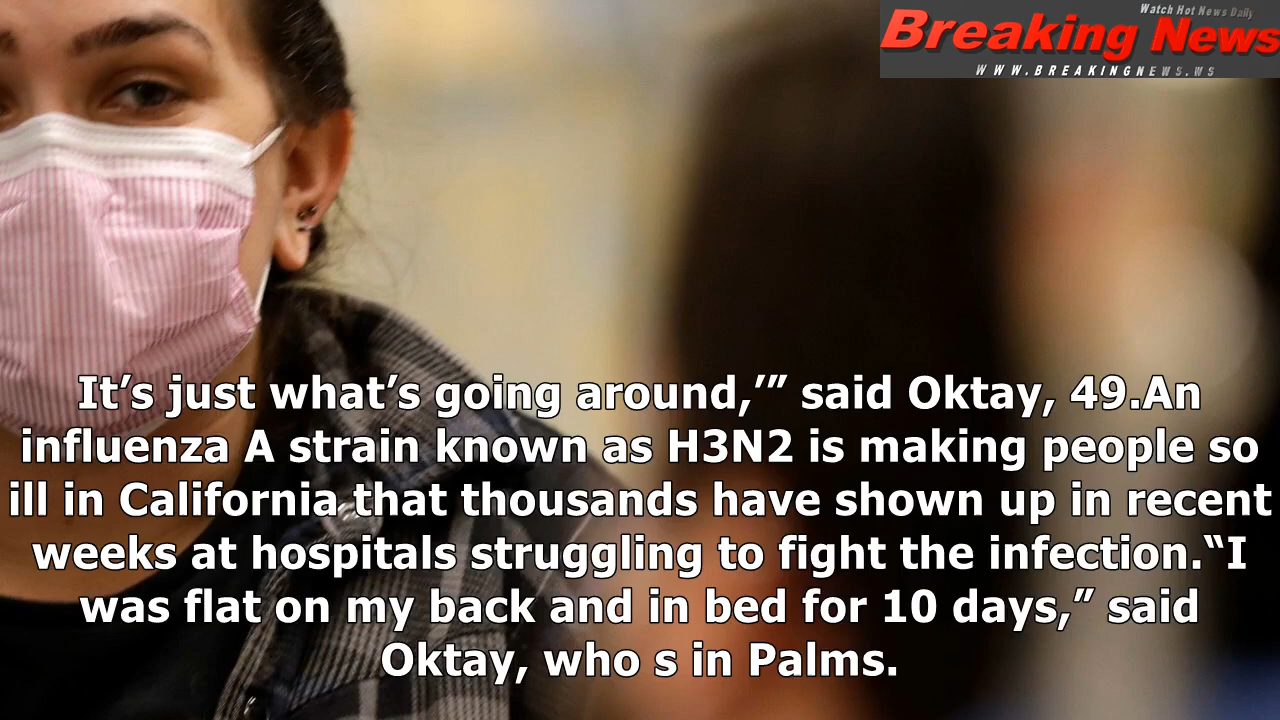 Watch Hot News Daily
Breaking News
WWW.BREAKINGNEWS.WS
It’s just what’s going around,’” said Oktay, 49.An
influenza A strain known as H3N2 is making people so
ill in California that thousands have shown up in recent
weeks at hospitals struggling to fight the infection.“I
was flat on my back and in bed for 10 days,” said
Oktay, who s in Palms.